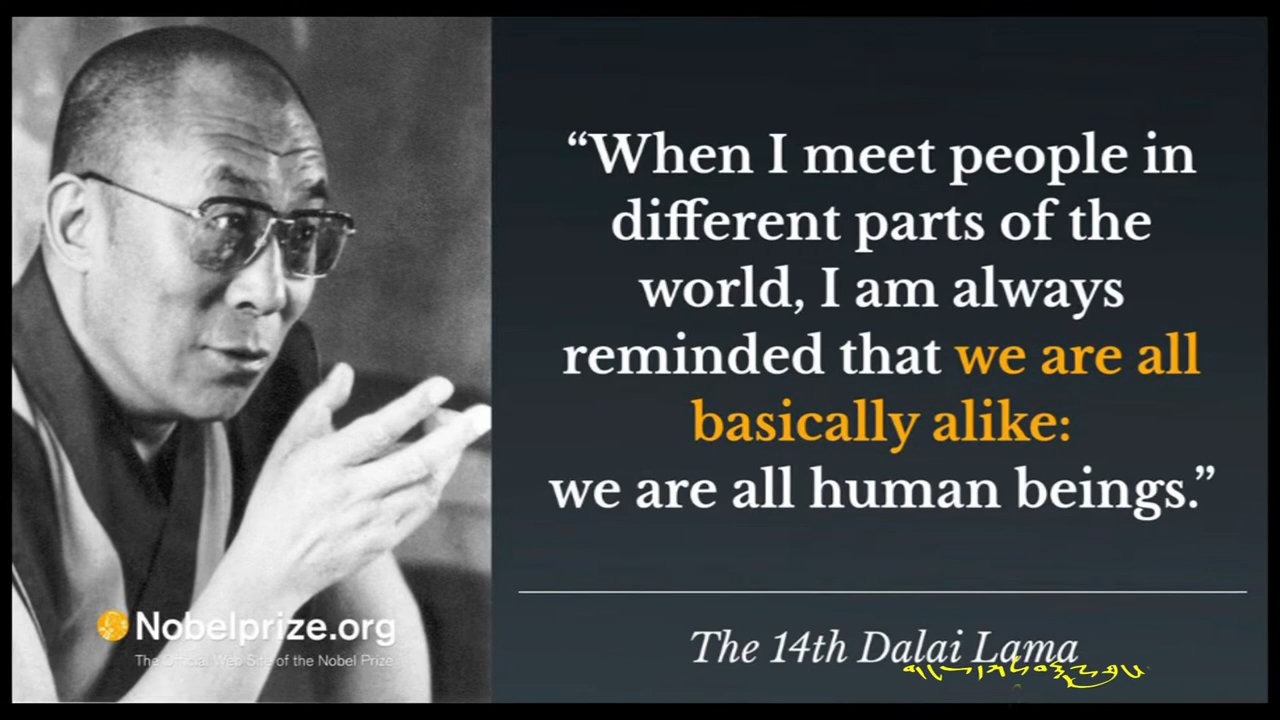 “When I meet people in
different parts of the
world, I am always
reminded that we are all
basically alike:
we are all human beings.”
The 14th Dalai Lama
Nobelprize.org
The Official Web Site of the Nobel Prize